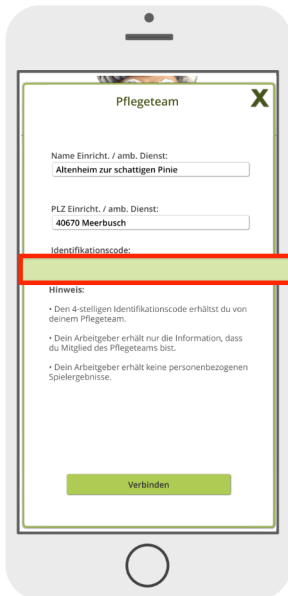 Pflegeteam
X
Name Einricht. / amb. Dienst:
Altenheim zur schattigen Pinie
PLZ Einricht. / amb. Dienst:
40670 Meerbusch
Identifikationscode:
Hinweis:
• Den 4-stelligen Identifikationscode erhältst du von
deinem Pflegeteam.
• Dein Arbeitgeber erhält nur die Information, dass
du Mitglied des Pflegeteams bist.
• Dein Arbeitgeber erhält keine personenbezogenen
Spielergebnisse.
Verbinden